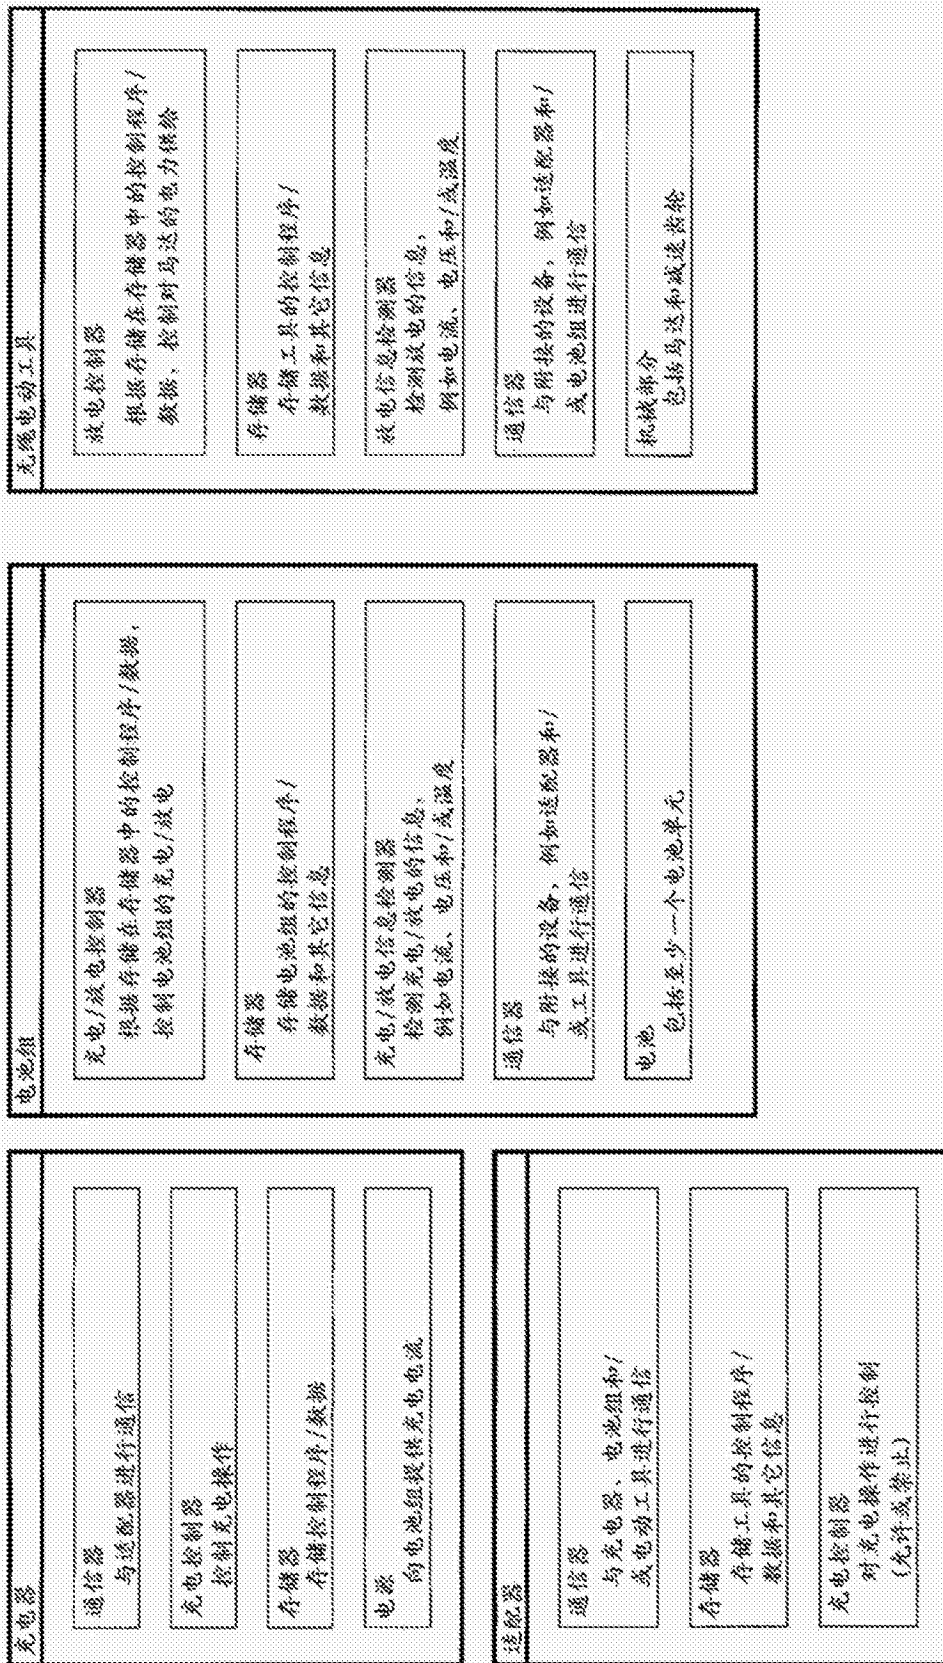 充电器
通信器
与适配器进行通信
充电控制器
控制充电操作
存储器
存储控制程序/数据
电源
向电池组提供充电电流
适配器
通信器
与充电器、电池组和/
或电动工具进行通信
存储器
存储工具的控制程序/
数据和其它信息
充电控制器
对充电操作进行控制
(允许或禁止)
电池组
充电/放电控制器
根据存储在存储器中的控制程序/数据,
控制电池组的充电/放电
存储器
存储电池组的控制程序/
数据和其它信息
充电/放电信息检测器
检测充电/放电的信息,
例如电流、电压和/或温度
通信器
与附接的设备, 例如适配器和/
或工具进行通信
电池
包括至少一个电池单元
无绳电动工具
放电控制器
根据存储在存储器中的控制程序/
数据、控制对马达的电力供给
存储器
存储工具的控制程序/
数据和其它信息
放电信息检测器
检测放电的信息,
例如电流、电压和/或温度
通信器
与附接的设备, 例如适配器和/
或电池组进行通信
机械部分
包括马达和减速齿轮